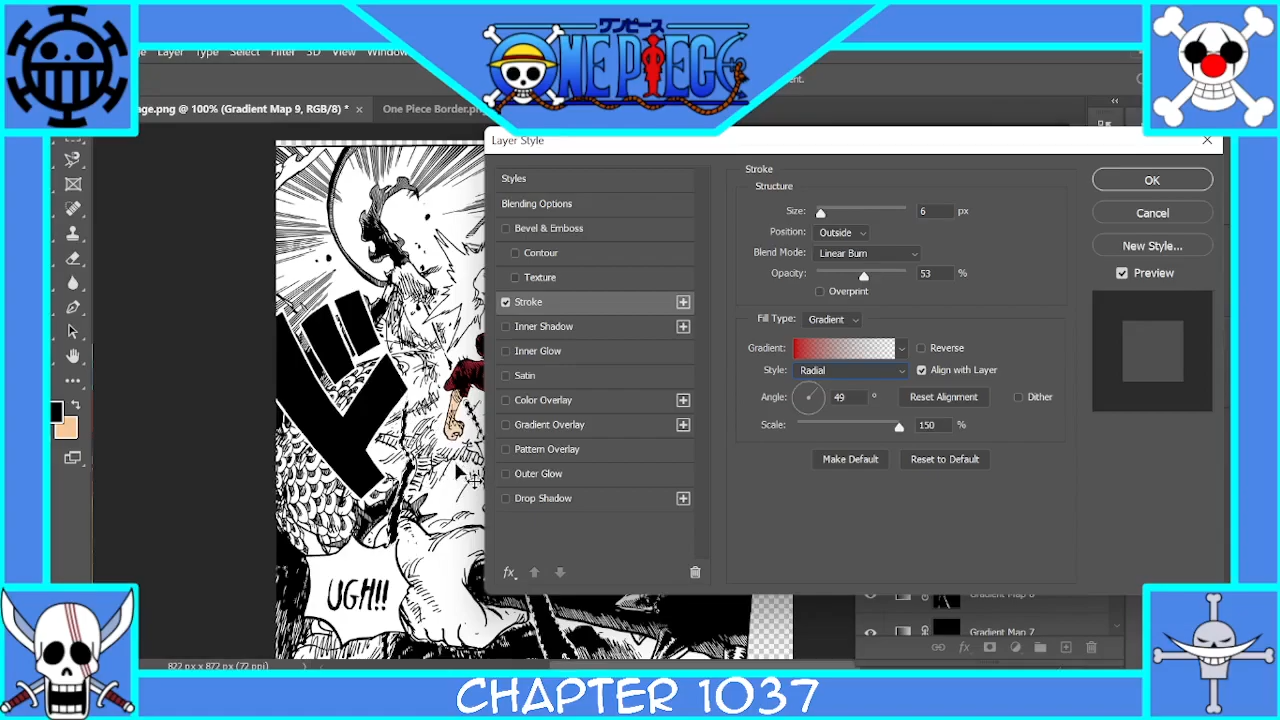 ワンピース
ONE PIECE
Layer Type Select Filter 3D View Window
age.png @ 100% (Gradient Map 9, RGB/8) * ×
One Piece Border.
Layer Style
Styles
Blending Options
Bevel & Emboss
Contour
Texture
Stroke
Inner Shadow
Inner Glow
Satin
Color Overlay
Gradient Overlay
Pattern Overlay
Outer Glow
Drop Shadow
fx
Stroke
Structure
Size: 6 px
Position: Outside
Blend Mode: Linear Burn
Opacity: 53 %
Overprint
Fill Type: Gradient
Gradient: Reverse
Style: Radial Align with Layer
Angle: 49 ° Reset Alignment Dither
Scale: 150 %
Make Default Reset to Default
OK
Cancel
New Style...
Preview
UGH!!
Gradient Map 7
fx
822 px x 872 px (72 ppi)
CHAPTER 1037